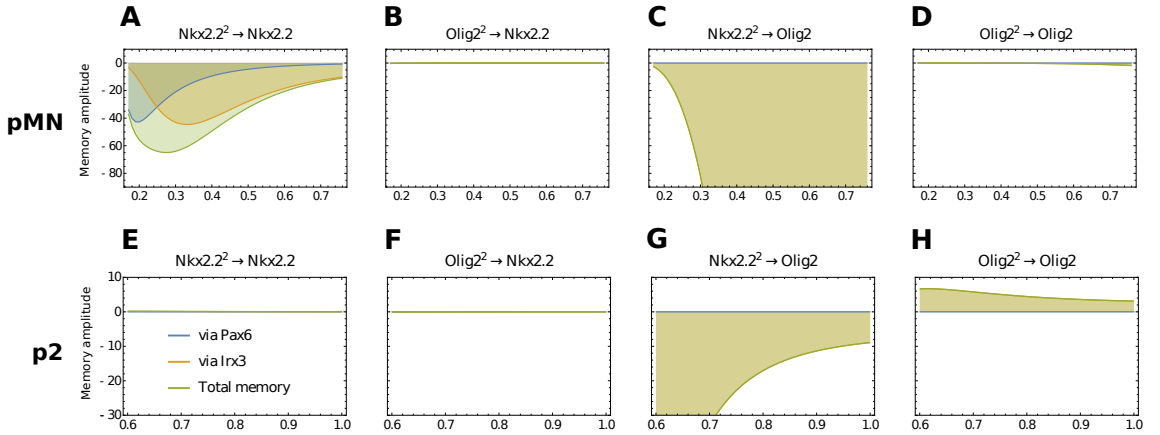 A B C D
Nkx2.2² → Nkx2.2 Olig2² → Nkx2.2 Nkx2.2² → Olig2 Olig2² → Olig2
pMN
Memory amplitude
0
- 20
- 40
- 60
- 80
0.2 0.3 0.4 0.5 0.6 0.7 0.2 0.3 0.4 0.5 0.6 0.7 0.2 0.3 0.4 0.5 0.6 0.7 0.2 0.3 0.4 0.5 0.6 0.7
E F G H
Nkx2.2² → Nkx2.2 Olig2² → Nkx2.2 Nkx2.2² → Olig2 Olig2² → Olig2
p2
Memory amplitude
10
0
- 10
- 20
- 30
via Pax6
via Irx3
Total memory
0.6 0.7 0.8 0.9 1.0 0.6 0.7 0.8 0.9 1.0 0.6 0.7 0.8 0.9 1.0 0.6 0.7 0.8 0.9 1.0